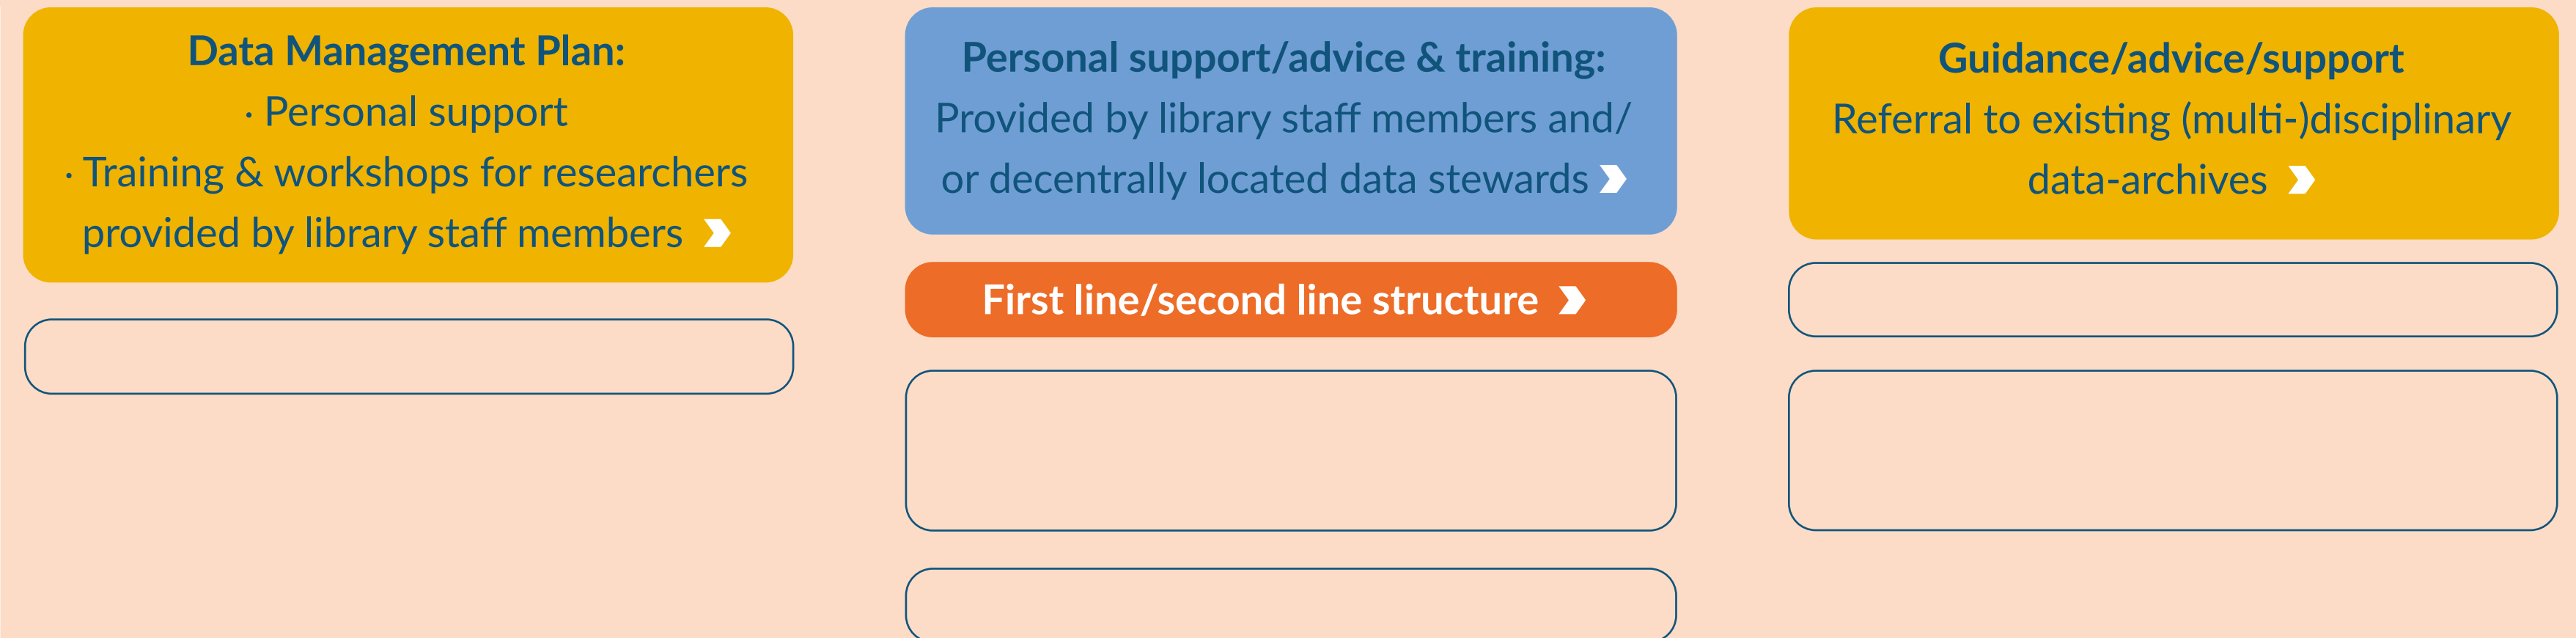 Data Management Plan:
· Personal support
· Training & workshops for researchers
provided by library staff members
Personal support/advice & training:
Provided by library staff members and/
or decentrally located data stewards
First line/second line structure
Guidance/advice/support
Referral to existing (multi-)disciplinary
data-archives